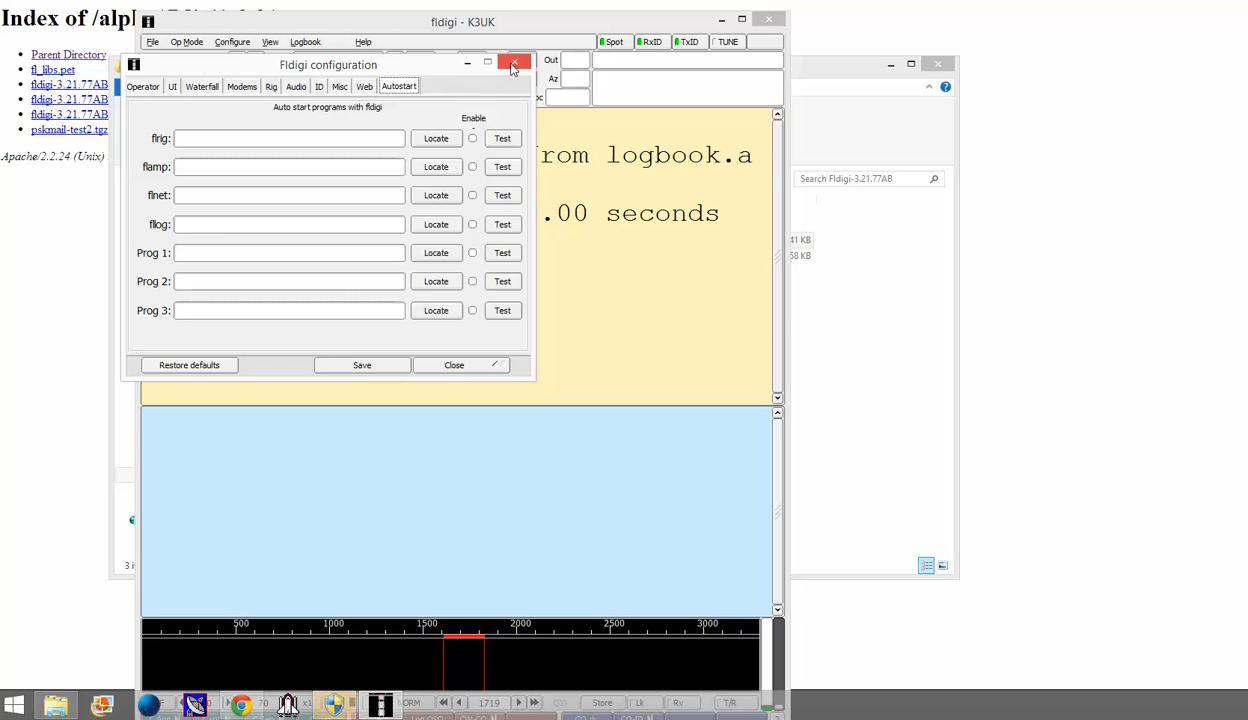 Index of /alp
Parent Directory
fl_libs.pet
fldigi-3.21.77AB
fldigi-3.21.77AB
fldigi-3.21.77AB
pskmail-test2.tgz
Apache/2.2.24 (Unix)
fldigi - K3UK
File Op Mode Configure View Logbook Help
Spot RxID TxID TUNE
Out
Az
Fldigi configuration
Operator UI Waterfall Modems Rig Audio ID Misc Web Autostart
Auto start programs with fldigi
Enable
flrig: Locate Test
flamp: Locate Test
flnet: Locate Test
fllog: Locate Test
Prog 1: Locate Test
Prog 2: Locate Test
Prog 3: Locate Test
Restore defaults Save Close
rom logbook.a
.00 seconds
Search Fldigi-3.21.77AB
41 KB
58 KB
500 1000 1500 2000 2500 3000
70 x1 NORM 1719 Store Lk Rv T/R